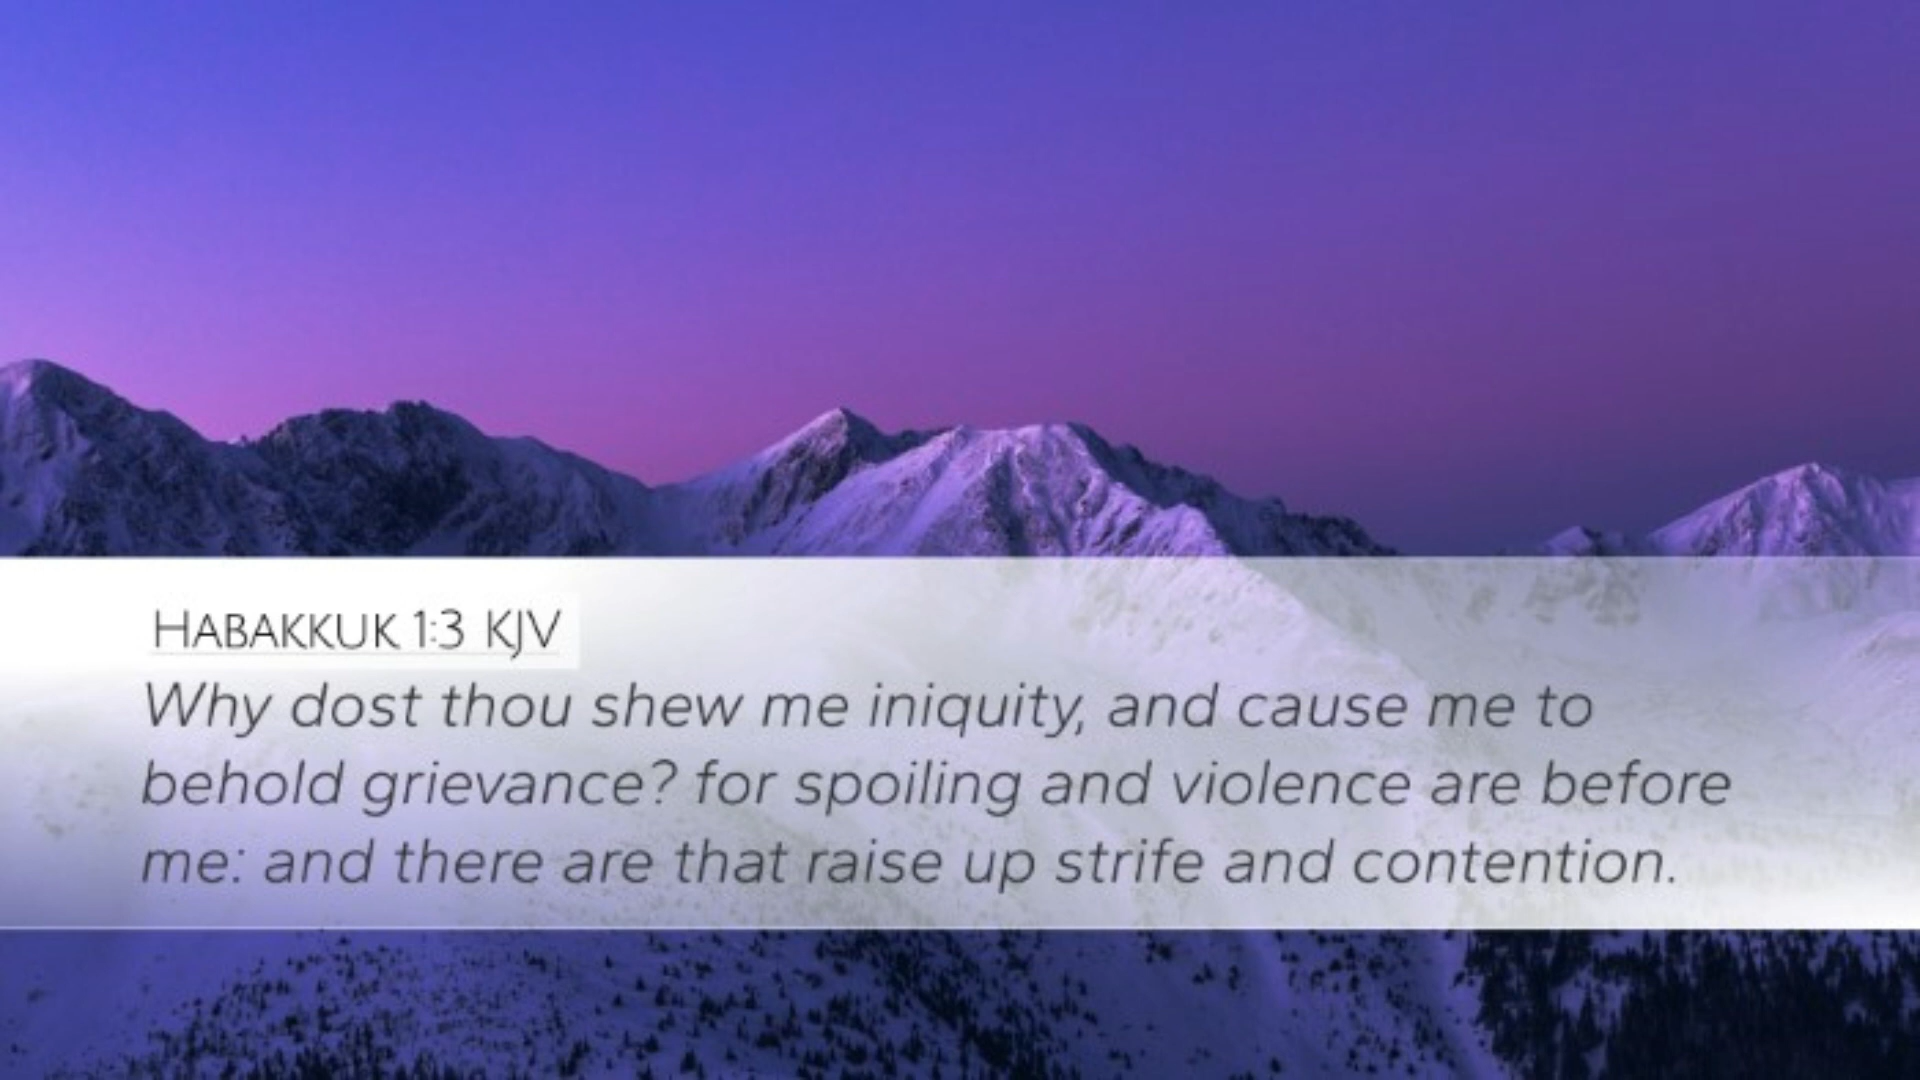 HABAKKUK 1:3 KJV
Why dost thou shew me iniquity, and cause me to
behold grievance? for spoiling and violence are before
me: and there are that raise up strife and contention.